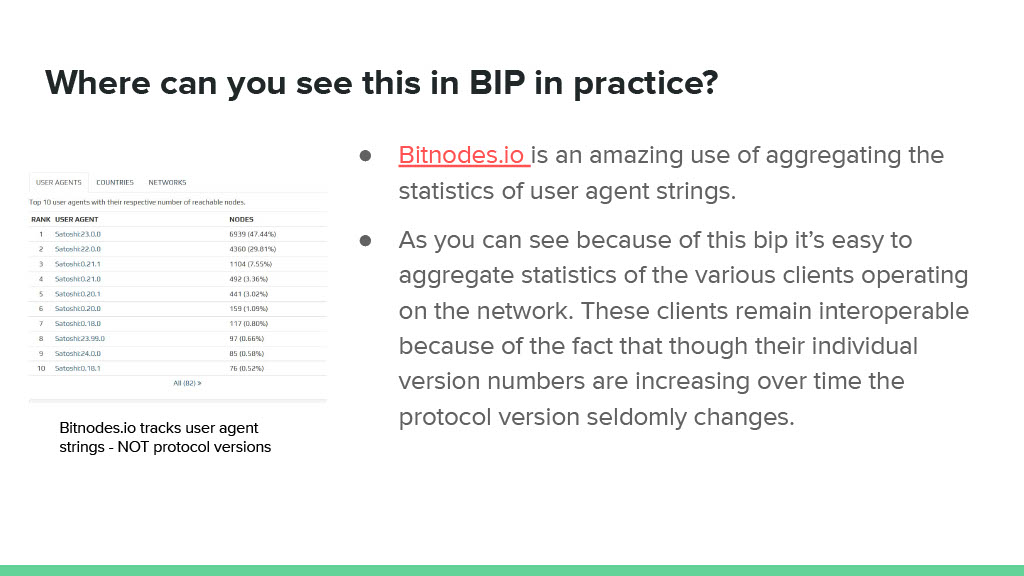 Where can you see this in BIP in practice?
USER AGENTS COUNTRIES NETWORKS
Top 10 user agents with their respective number of reachable nodes.
RANK USER AGENT NODES
1 Satoshi:23.0.0 6939 (47.44%)
2 Satoshi:22.0.0 4360 (29.81%)
3 Satoshi:0.21.1 1104 (7.55%)
4 Satoshi:0.21.0 492 (3.36%)
5 Satoshi:0.20.1 441 (3.02%)
6 Satoshi:0.20.0 159 (1.09%)
7 Satoshi:0.18.0 117 (0.80%)
8 Satoshi:23.99.0 97 (0.66%)
9 Satoshi:24.0.0 85 (0.58%)
10 Satoshi:0.18.1 76 (0.52%)
All (82) »
Bitnodes.io tracks user agent
strings - NOT protocol versions
● Bitnodes.io is an amazing use of aggregating the
statistics of user agent strings.
● As you can see because of this bip it’s easy to
aggregate statistics of the various clients operating
on the network. These clients remain interoperable
because of the fact that though their individual
version numbers are increasing over time the
protocol version seldomly changes.